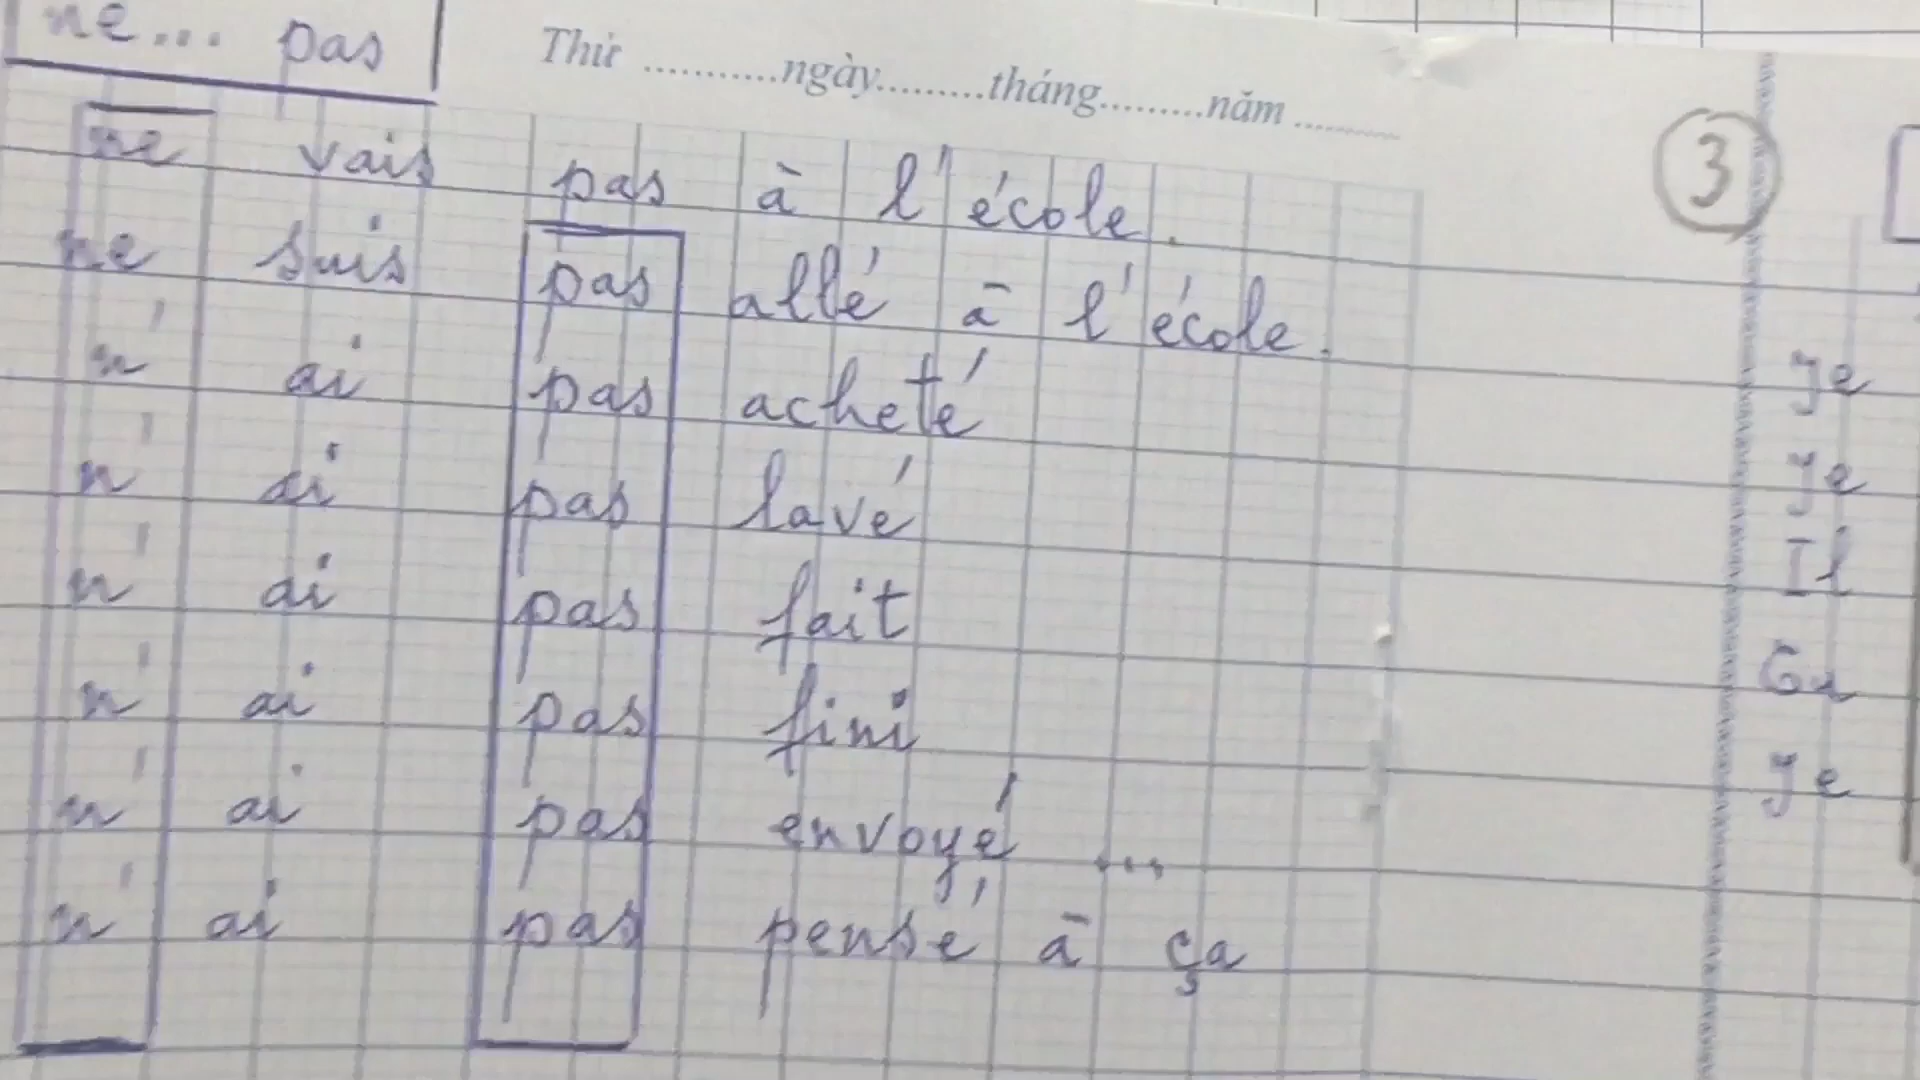 ne... pas
Thứ ...........ngày.........tháng.........năm .........
3
ne vais pas à l'école.
ne suis pas allé à l'école.
n' ai pas acheté
n' ai pas lavé
n' ai pas fait
n' ai pas fini
n' ai pas envoyé ...
n' ai pas pensé à ça
Je
Je
Il
Je